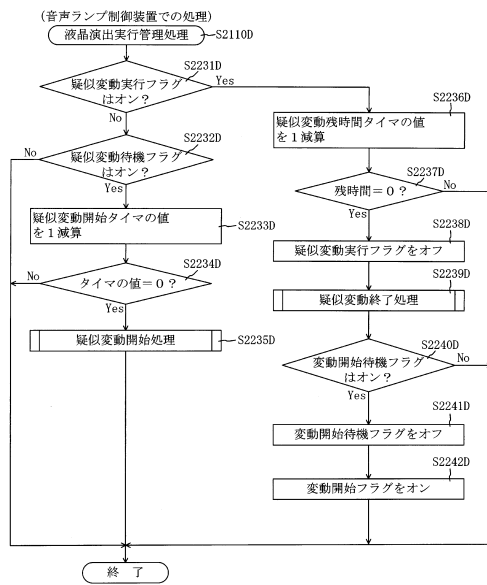 (音声ランプ制御装置での処理)
液晶演出実行管理処理
S2110D
S2231D
疑似変動実行フラグ
はオン?
Yes
No
S2232D
疑似変動待機フラグ
はオン?
No
Yes
疑似変動開始タイマの値
を1減算
S2233D
S2234D
タイマの値=0?
No
Yes
疑似変動開始処理
S2235D
S2236D
疑似変動残時間タイマの値
を1減算
S2237D
残時間=0?
No
Yes
S2238D
疑似変動実行フラグをオフ
S2239D
疑似変動終了処理
S2240D
変動開始待機フラグ
はオン?
No
Yes
S2241D
変動開始待機フラグをオフ
S2242D
変動開始フラグをオン
終 了